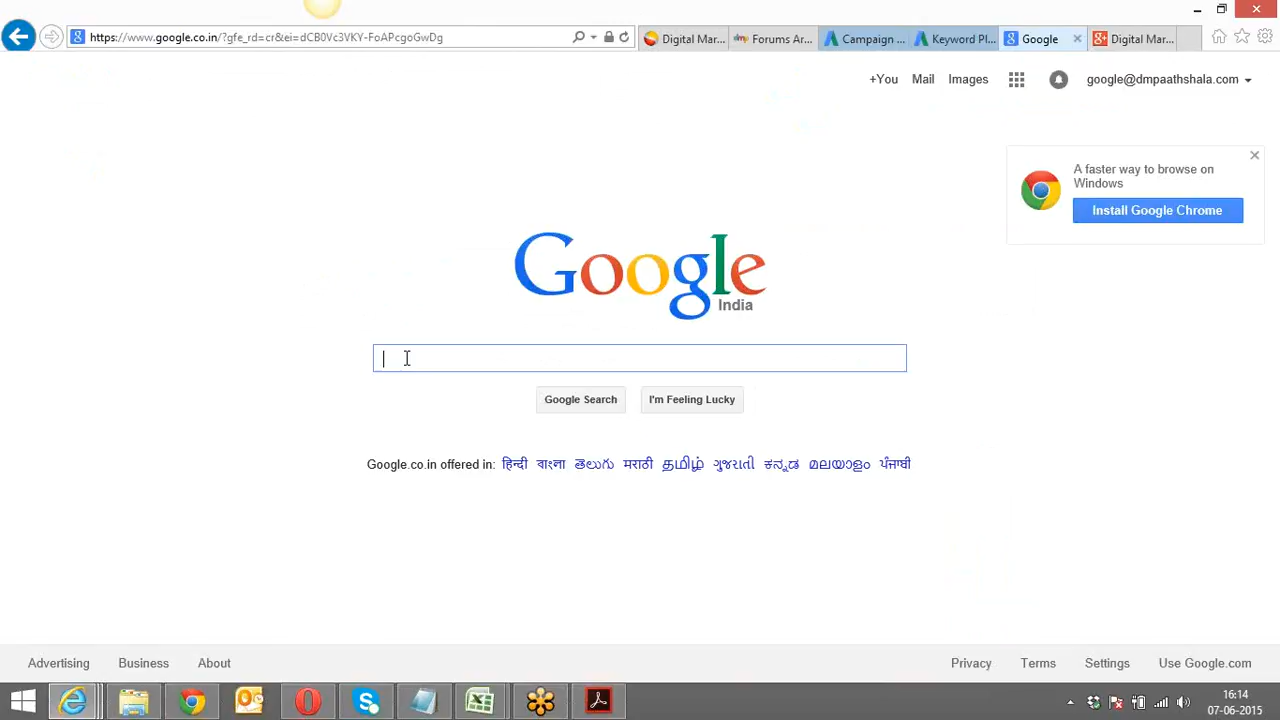 https://www.google.co.in/?gfe_rd=cr&ei=dCB0Vc3VKY-FoAPcgoGwDg
Digital Mar...
Forums Ar...
Campaign ...
Keyword Pl...
Google
Digital Mar...
+You Mail Images google@dmpaathshala.com
A faster way to browse on
Windows
Install Google Chrome
Google
India
Google Search
I'm Feeling Lucky
Google.co.in offered in: हिन्दी বাংলা తెలుగు मराठी தமிழ் ગુજરાતી ಕನ್ನಡ മലയാളം ਪੰਜਾਬੀ
Advertising Business About Privacy Terms Settings Use Google.com
16:14
07-06-2015